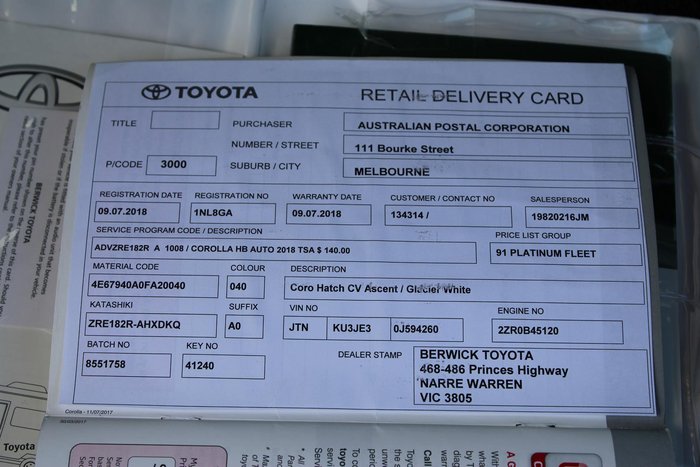 TOYOTA RETAIL DELIVERY CARD
TITLE PURCHASER AUSTRALIAN POSTAL CORPORATION
NUMBER / STREET 111 Bourke Street
P/CODE 3000 SUBURB / CITY MELBOURNE
REGISTRATION DATE REGISTRATION NO WARRANTY DATE CUSTOMER / CONTACT NO SALESPERSON
09.07.2018 1NL8GA 09.07.2018 134314 / 19820216JM
SERVICE PROGRAM CODE / DESCRIPTION PRICE LIST GROUP
ADVZRE182R A 1008 / COROLLA HB AUTO 2018 TSA $ 140.00 91 PLATINUM FLEET
MATERIAL CODE COLOUR DESCRIPTION
4E67940A0FA20040 040 Coro Hatch CV Ascent / Glacier White
KATASHIKI SUFFIX VIN NO ENGINE NO
ZRE182R-AHXDKQ A0 JTN KU3JE3 0J594260 2ZR0B45120
BATCH NO KEY NO DEALER STAMP BERWICK TOYOTA
8551758 41240 468-486 Princes Highway
NARRE WARREN
VIC 3805
Corolla - 11/07/2017
BERWICK TOYOTA
Toyota